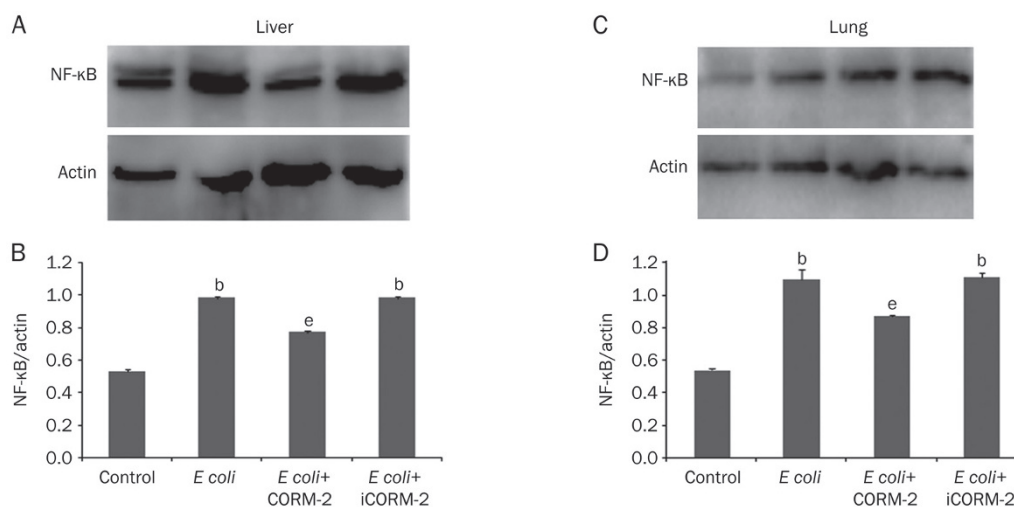 A
Liver
NF-κB
Actin
B
NF-κB/actin
1.2
1.0
0.8
0.6
0.4
0.2
0.0
b
e
b
Control
E coli
E coli+
CORM-2
E coli+
iCORM-2
C
Lung
NF-κB
Actin
D
NF-κB/actin
1.2
1.0
0.8
0.6
0.4
0.2
0.0
b
e
b
Control
E coli
E coli+
CORM-2
E coli+
iCORM-2